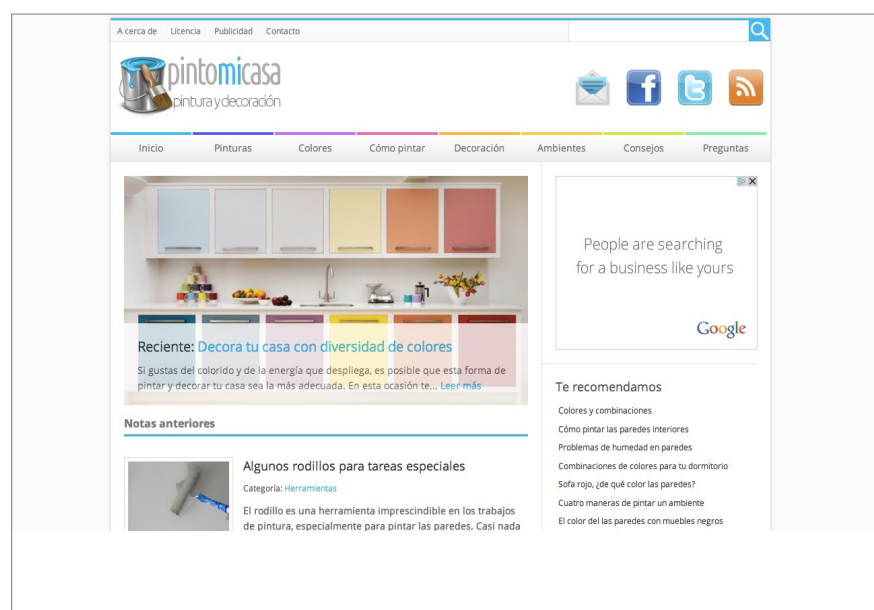 A cerca de Licencia Publicidad Contacto
pintomicasa
pintura y decoración
Inicio Pinturas Colores Cómo pintar Decoración Ambientes Consejos Preguntas
Reciente: Decora tu casa con diversidad de colores
Si gustas del colorido y de la energía que despliega, es posible que esta forma de
pintar y decorar tu casa sea la más adecuada. En esta ocasión te... Leer más
Notas anteriores
Algunos rodillos para tareas especiales
Categoría: Herramientas
El rodillo es una herramienta imprescindible en los trabajos
de pintura, especialmente para pintar las paredes. Casi nada
People are searching
for a business like yours
Google
Te recomendamos
Colores y combinaciones
Cómo pintar las paredes interiores
Problemas de humedad en paredes
Combinaciones de colores para tu dormitorio
Sofa rojo, ¿de qué color las paredes?
Cuatro maneras de pintar un ambiente
El color del las paredes con muebles negros